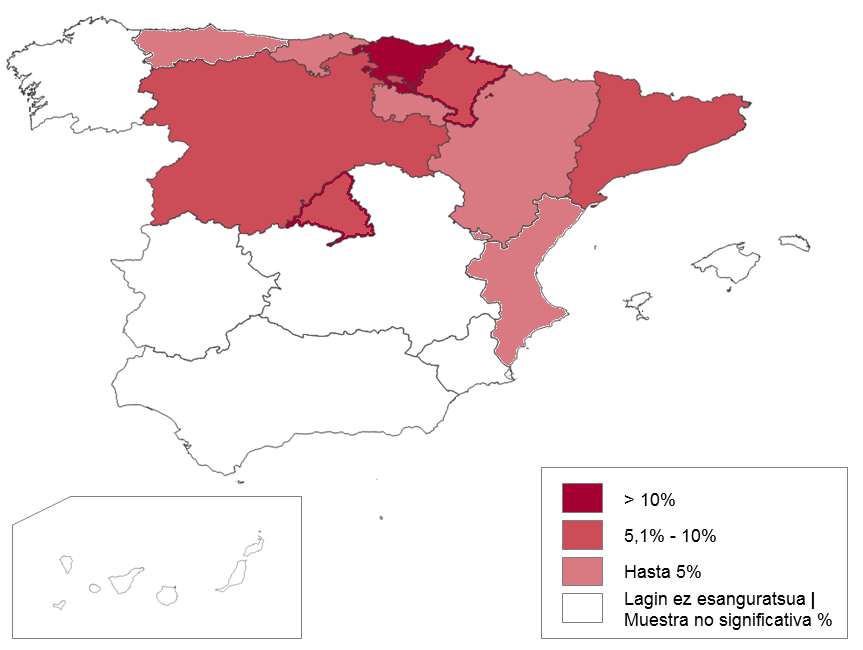 > 10%
5,1% - 10%
Hasta 5%
Lagin ez esanguratsua |
Muestra no significativa %